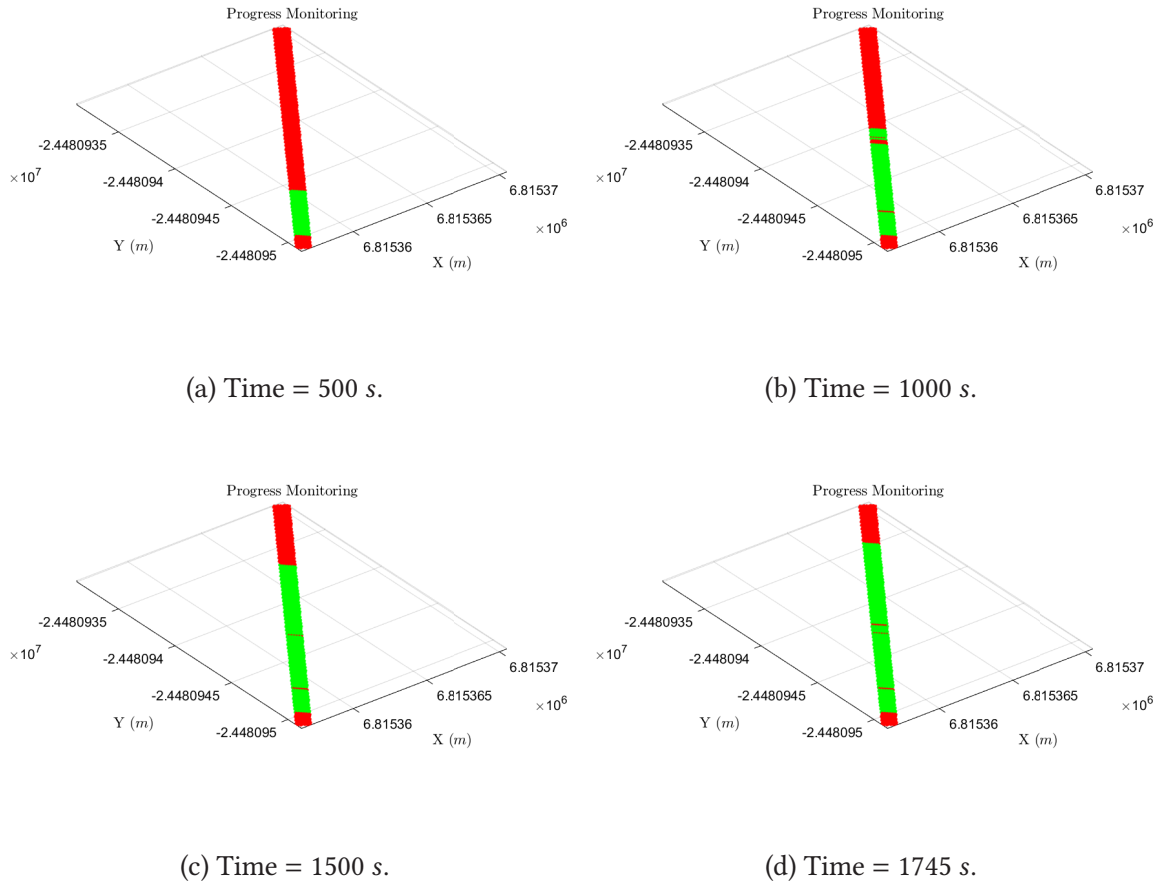 Progress Monitoring
-2.4480935
×10⁷
-2.448094
-2.4480945
-2.448095
Y (m)
6.81537
6.815365
×10⁶
6.81536
X (m)
(a) Time = 500 s.
Progress Monitoring
-2.4480935
×10⁷
-2.448094
-2.4480945
-2.448095
Y (m)
6.81537
6.815365
×10⁶
6.81536
X (m)
(b) Time = 1000 s.
Progress Monitoring
-2.4480935
×10⁷
-2.448094
-2.4480945
-2.448095
Y (m)
6.81537
6.815365
×10⁶
6.81536
X (m)
(c) Time = 1500 s.
Progress Monitoring
-2.4480935
×10⁷
-2.448094
-2.4480945
-2.448095
Y (m)
6.81537
6.815365
×10⁶
6.81536
X (m)
(d) Time = 1745 s.